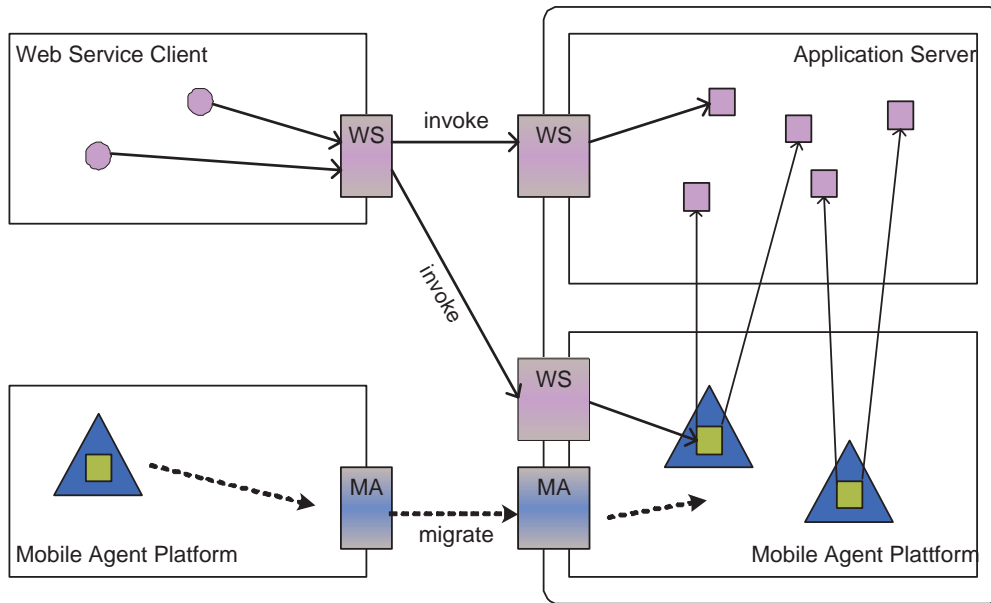 Web Service Client
Application Server
WS
invoke
WS
invoke
WS
MA
migrate
MA
Mobile Agent Platform
Mobile Agent Plattform